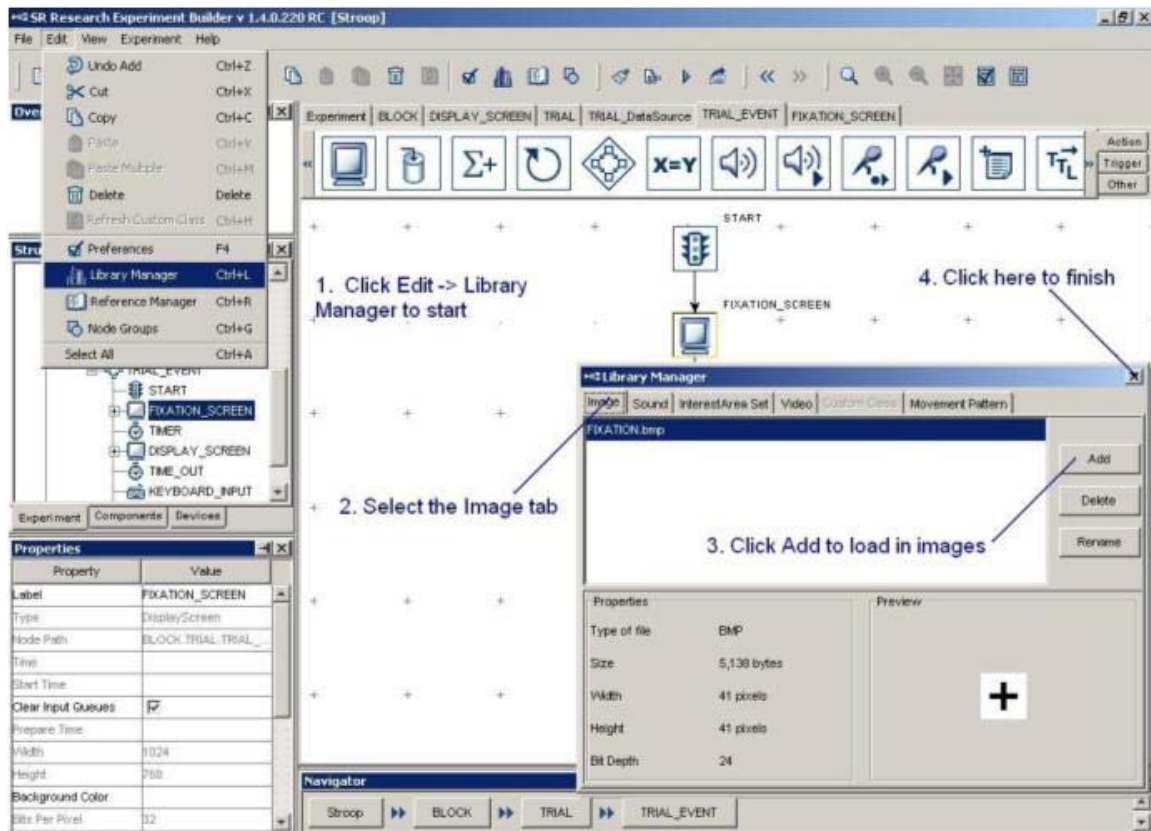 SR Research Experiment Builder v 1.4.0.220 RC [Stroop]
File Edit View Experiment Help
Undo Add Ctrl+Z
Cut Ctrl+X
Copy Ctrl+C
Paste Ctrl+V
Paste Multiple Ctrl+M
Delete Delete
Refresh Custom Class Ctrl+H
Preferences F4
Library Manager Ctrl+L
Reference Manager Ctrl+R
Node Groups Ctrl+G
Select All Ctrl+A
Over
Stru
TRIAL_EVENT
START
FIXATION_SCREEN
TIMER
DISPLAY_SCREEN
TIME_OUT
KEYBOARD_INPUT
Experiment Components Devices
Properties
Property Value
Label FIXATION_SCREEN
Type DisplayScreen
Node Path BLOCK.TRIAL.TRIAL_...
Time
Start Time
Clear Input Queues
Prepare Time
Width 1024
Height 768
Background Color
Bits Per Pixel 32
Experiment BLOCK DISPLAY_SCREEN TRIAL TRIAL_DataSource TRIAL_EVENT FIXATION_SCREEN
Σ+ X=Y TTL
Action
Trigger
Other
START
FIXATION_SCREEN
1. Click Edit -> Library
Manager to start
4. Click here to finish
Library Manager
Image Sound InterestArea Set Video Custom Class Movement Pattern
FIXATION.bmp
Add
Delete
Rename
2. Select the Image tab
3. Click Add to load in images
Properties
Type of file BMP
Size 5,138 bytes
Width 41 pixels
Height 41 pixels
Bit Depth 24
Preview
+
Navigator
Stroop BLOCK TRIAL TRIAL_EVENT